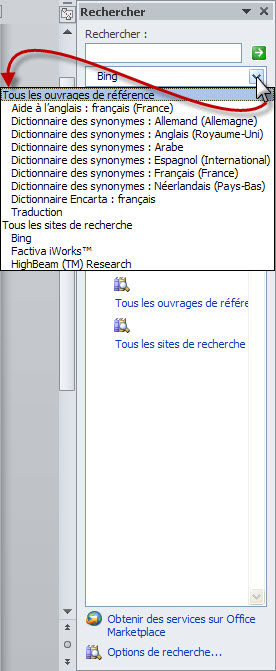 Rechercher
Rechercher :
Bing
Tous les ouvrages de référence
Aide à l'anglais : français (France)
Dictionnaire des synonymes : Allemand (Allemagne)
Dictionnaire des synonymes : Anglais (Royaume-Uni)
Dictionnaire des synonymes : Arabe
Dictionnaire des synonymes : Espagnol (International)
Dictionnaire des synonymes : Français (France)
Dictionnaire des synonymes : Néerlandais (Pays-Bas)
Dictionnaire Encarta : français
Traduction
Tous les sites de recherche
Bing
Factiva iWorks™
HighBeam (TM) Research
Tous les ouvrages de référe
Tous les sites de recherche
Obtenir des services sur Office
Marketplace
Options de recherche...